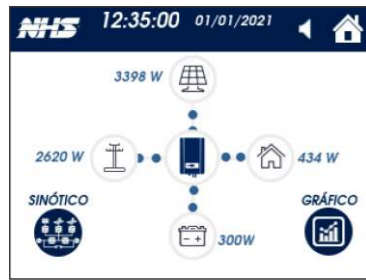 NHS 12:35:00 01/01/2021
3398 W
2620 W
434 W
SINÓTICO
GRÁFICO
300W